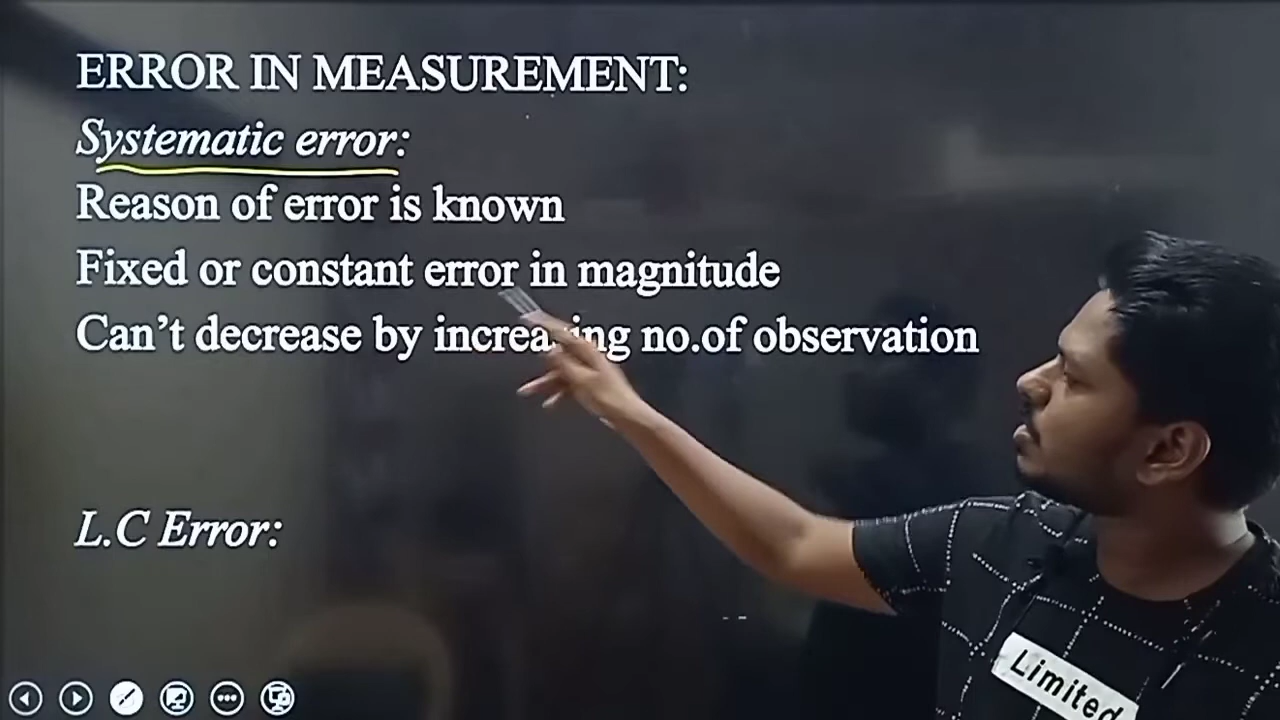 ERROR IN MEASUREMENT:
Systematic error:
Reason of error is known
Fixed or constant error in magnitude
Can't decrease by increasing no.of observation
L.C Error:
Limited